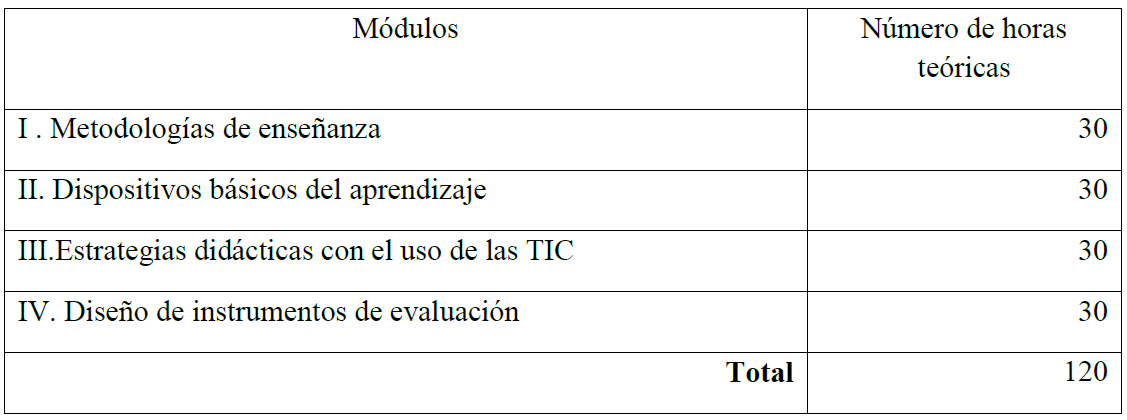 Módulos
Número de horas
teóricas
I . Metodologías de enseñanza
30
II. Dispositivos básicos del aprendizaje
30
III.Estrategias didácticas con el uso de las TIC
30
IV. Diseño de instrumentos de evaluación
30
Total
120